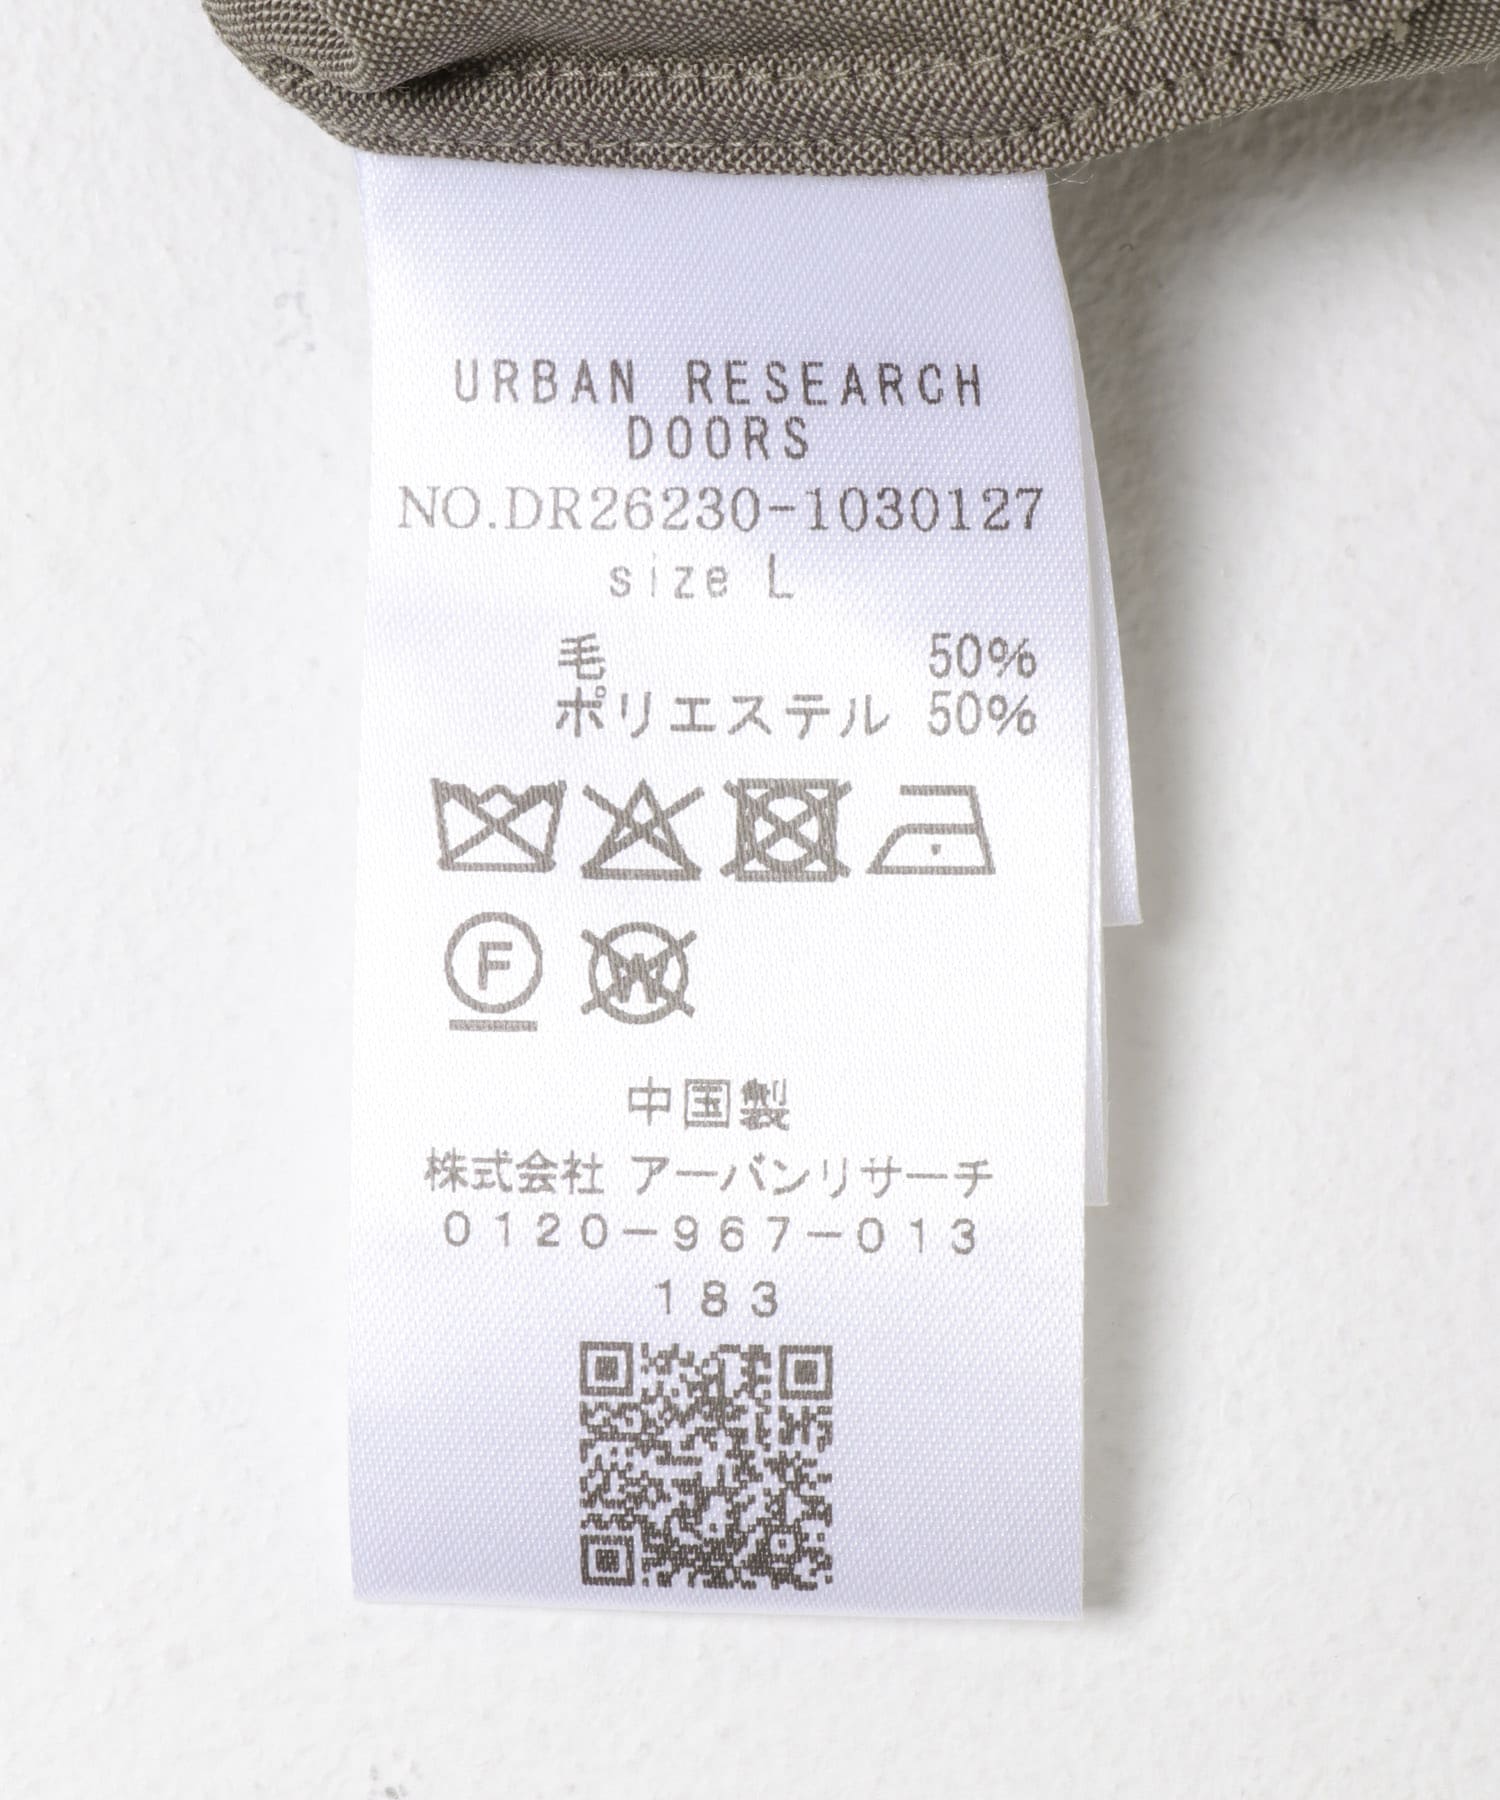 URBAN RESEARCH
DOORS
NO.DR26230-1030127
size L
毛 50%
ポリエステル 50%
F
W
中国製
株式会社 アーバンリサーチ
0120-967-013
183